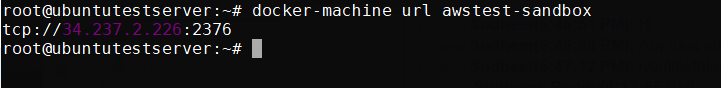 root@ubuntutestserver:~# docker-machine url awstest-sandbox
tcp://34.237.2.226:2376
root@ubuntutestserver:~#